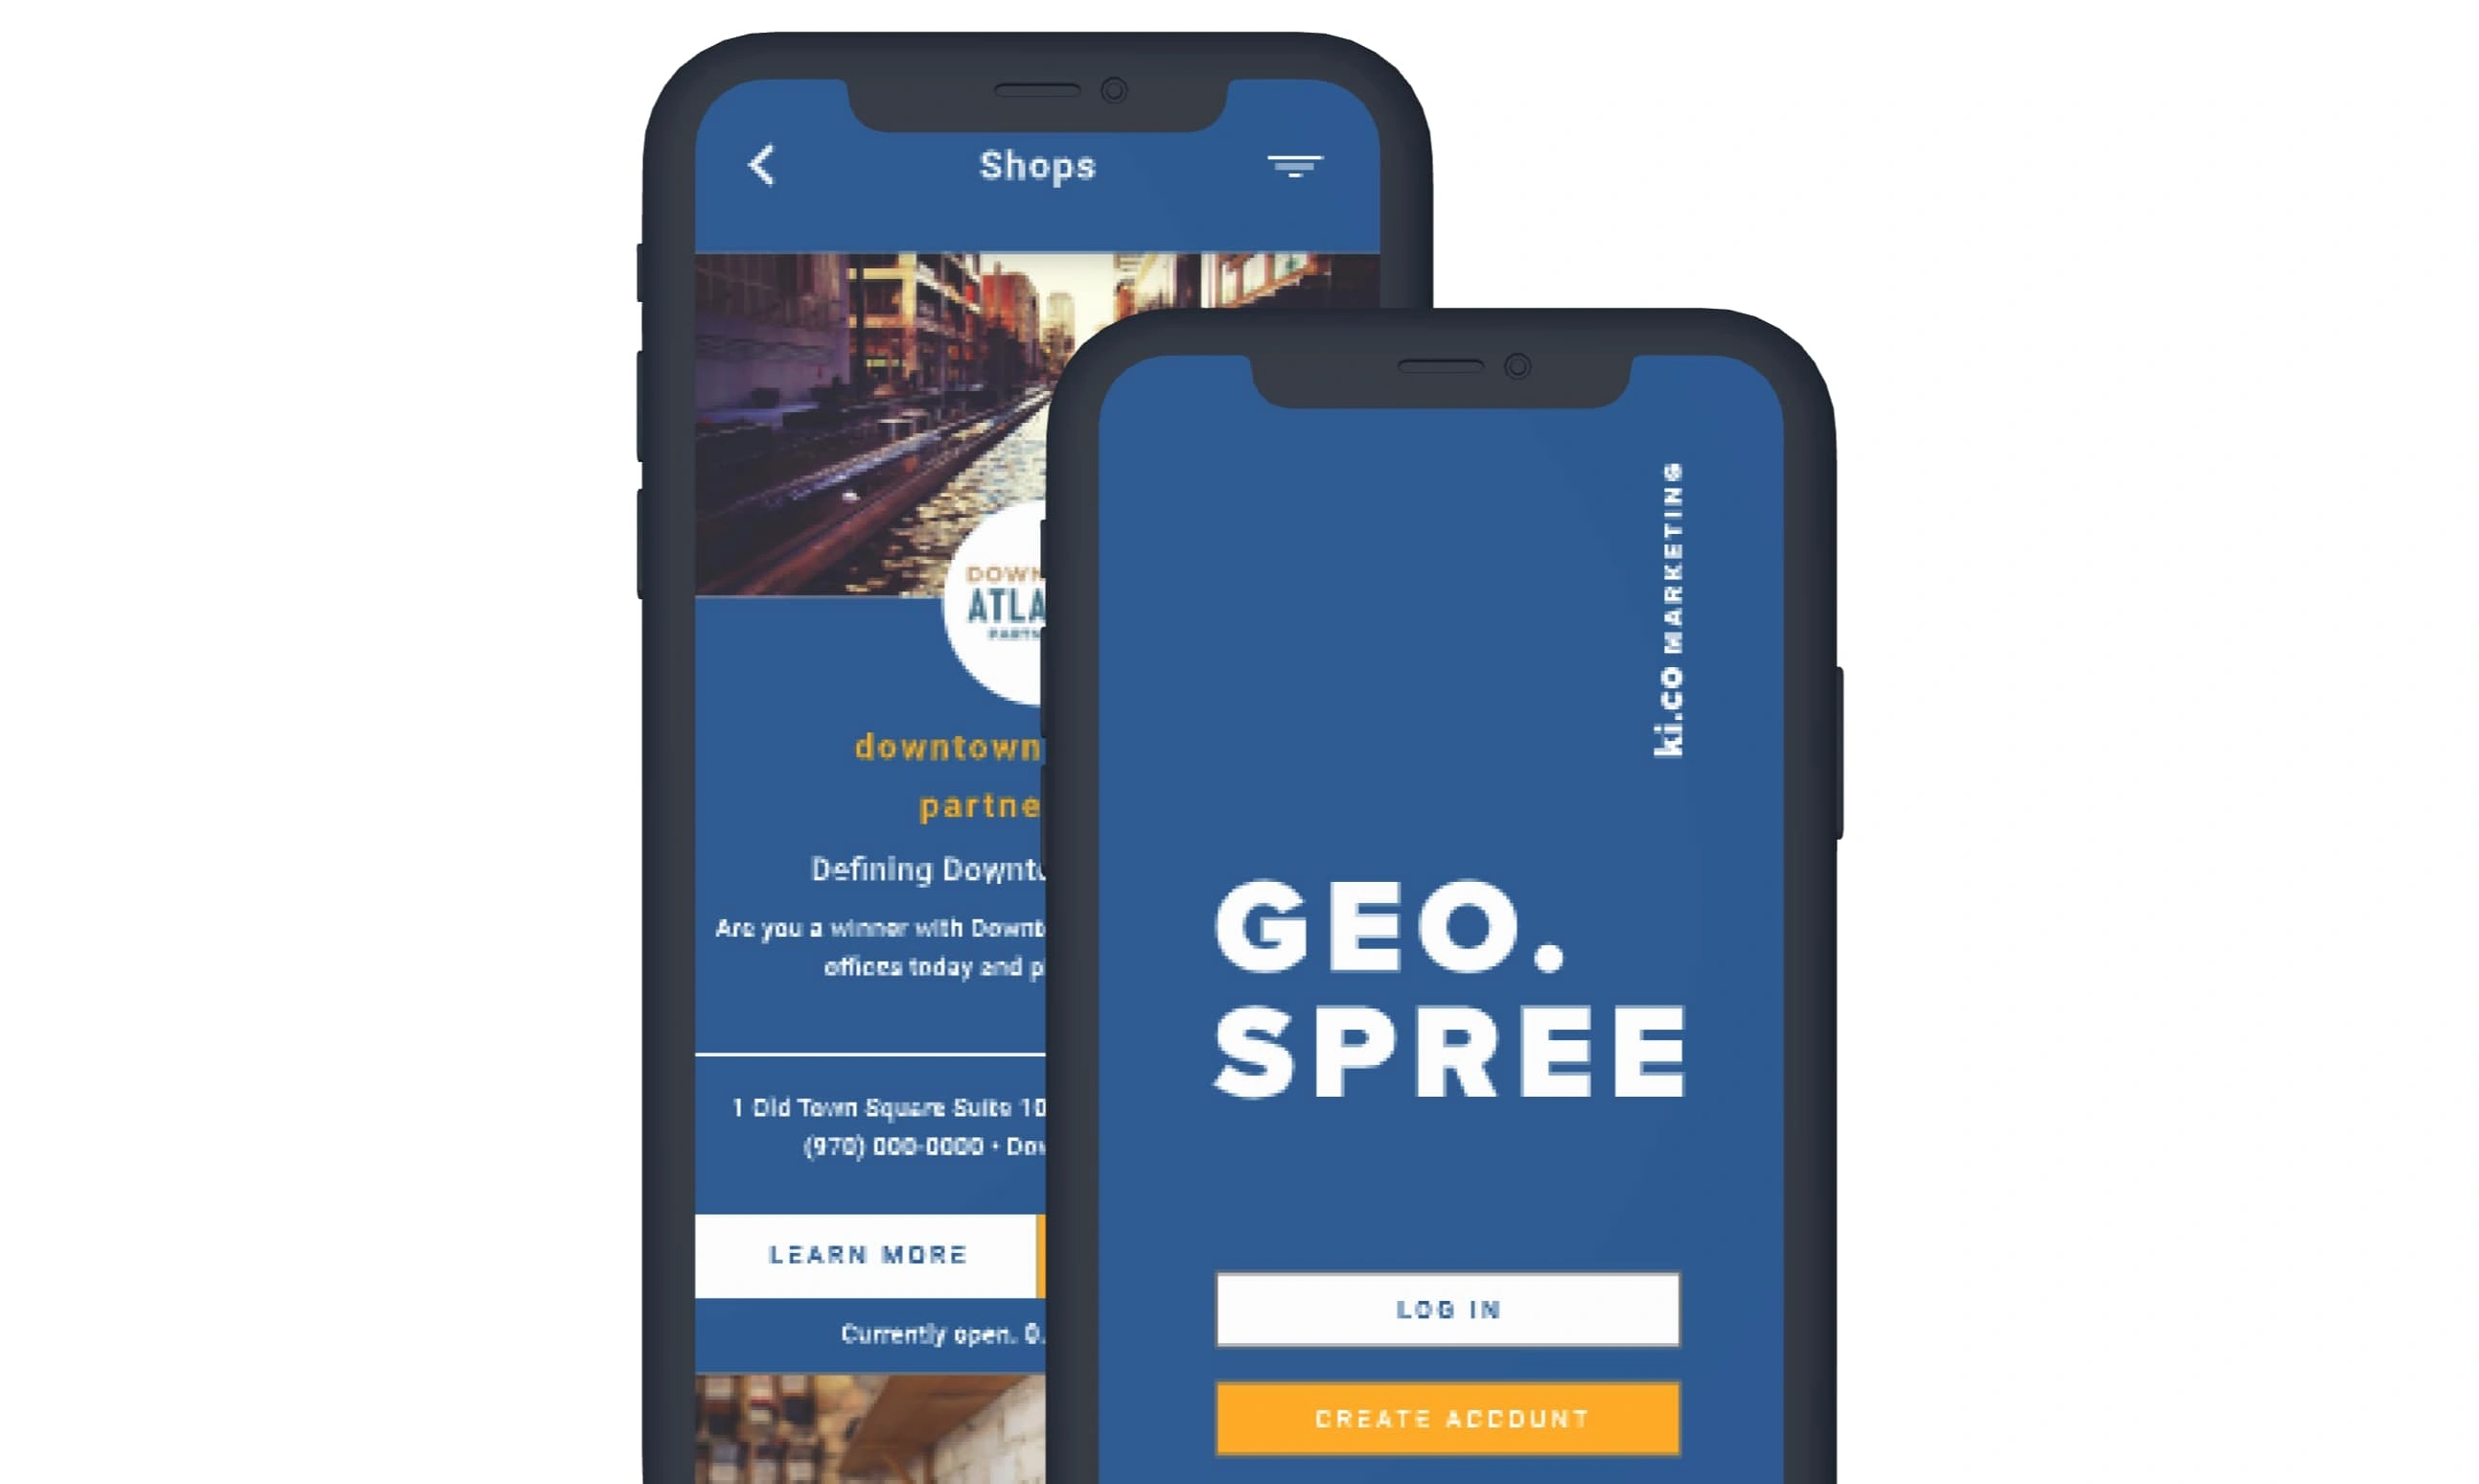 Shops
DOWN
ATLA
PARTN
downtown
partne
Defining Downto
Are you a winner with Downt
offices today and p
1 Old Town Square Suite 10
(970) 000-0000 • Dow
LEARN MORE
Currently open. 0.
ki.co MARKETING
GEO.
SPREE
LOG IN
CREATE ACCOUNT